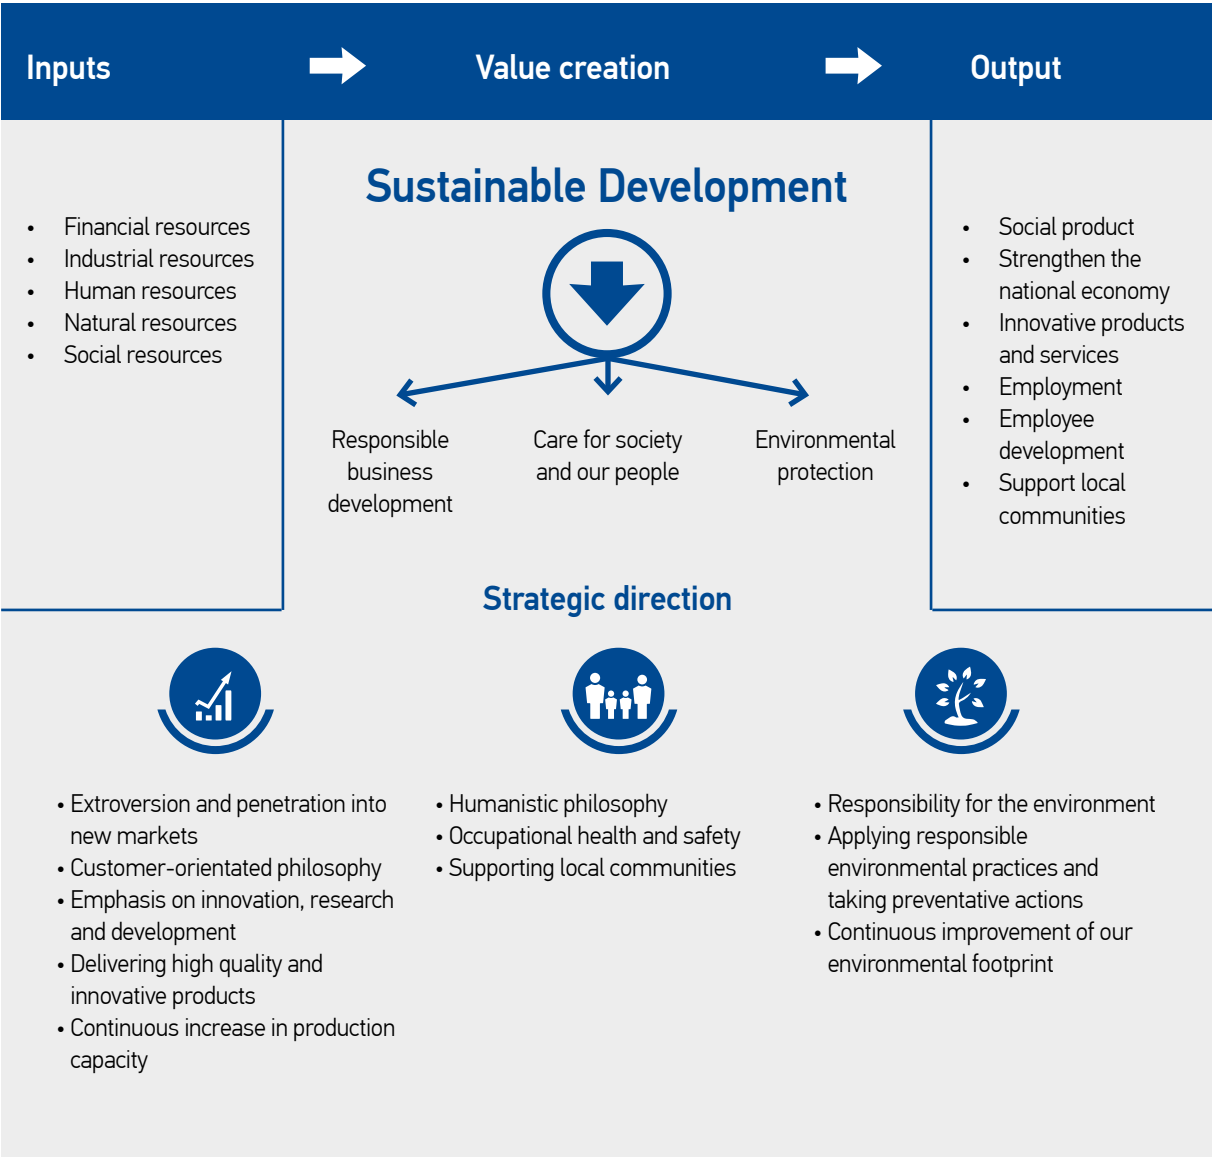 Inputs
Value creation
Output
• Financial resources
• Industrial resources
• Human resources
• Natural resources
• Social resources
Sustainable Development
Responsible
business
development
Care for society
and our people
Environmental
protection
• Social product
• Strengthen the
national economy
• Innovative products
and services
• Employment
• Employee
development
• Support local
communities
Strategic direction
• Extroversion and penetration into
new markets
• Customer-orientated philosophy
• Emphasis on innovation, research
and development
• Delivering high quality and
innovative products
• Continuous increase in production
capacity
• Humanistic philosophy
• Occupational health and safety
• Supporting local communities
• Responsibility for the environment
• Applying responsible
environmental practices and
taking preventative actions
• Continuous improvement of our
environmental footprint